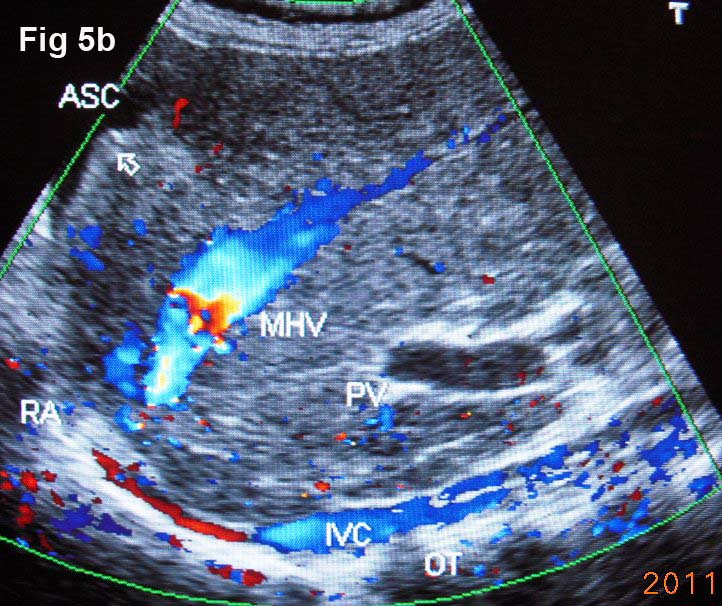 T
Fig 5b
ASC
MHV
PV
RA
IVC
OT
2011